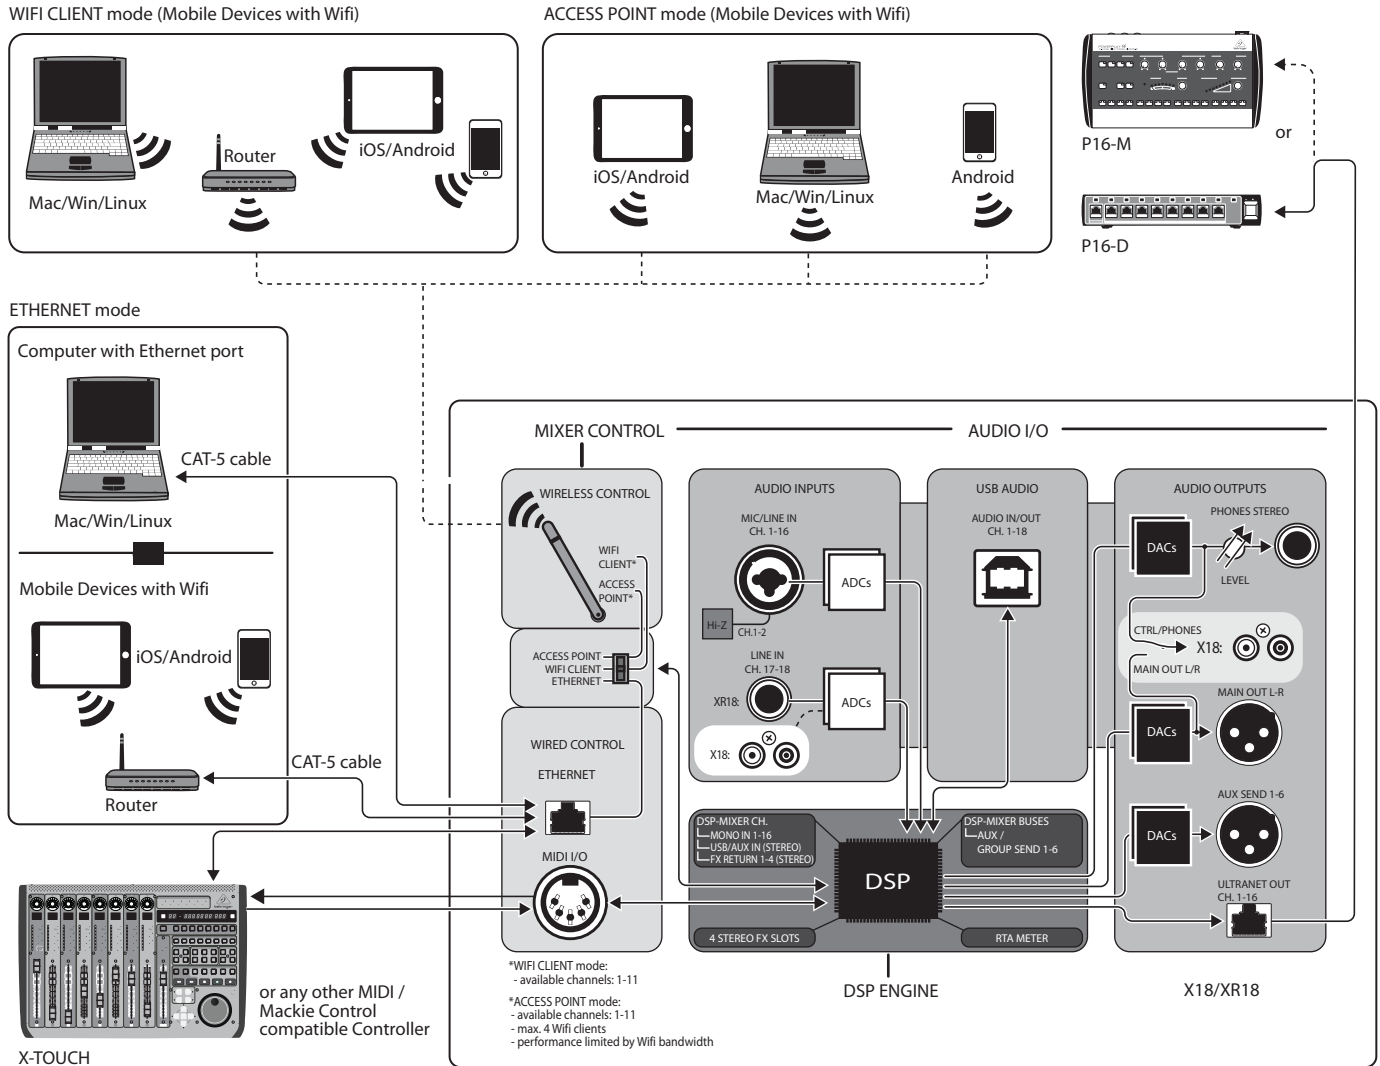 WIFI CLIENT mode (Mobile Devices with Wifi)
Mac/Win/Linux
Router
iOS/Android
ACCESS POINT mode (Mobile Devices with Wifi)
iOS/Android
Mac/Win/Linux
Android
P16-M
or
P16-D
ETHERNET mode
Computer with Ethernet port
CAT-5 cable
Mac/Win/Linux
Mobile Devices with Wifi
iOS/Android
CAT-5 cable
Router
or any other MIDI /
Mackie Control
compatible Controller
X-TOUCH
MIXER CONTROL
AUDIO I/O
WIRELESS CONTROL
WIFI
CLIENT*
ACCESS
POINT*
ACCESS POINT
WIFI CLIENT
ETHERNET
WIRED CONTROL
ETHERNET
MIDI I/O
*WIFI CLIENT mode:
- available channels: 1-11
*ACCESS POINT mode:
- available channels: 1-11
- max. 4 Wifi clients
- performance limited by Wifi bandwidth
AUDIO INPUTS
MIC/LINE IN
CH. 1-16
ADCs
Hi-Z
CH.1-2
LINE IN
CH. 17-18
XR18:
ADCs
X18:
USB AUDIO
AUDIO IN/OUT
CH. 1-18
DSP-MIXER CH.
MONO IN 1-16
USB/AUX IN (STEREO)
FX RETURN 1-4 (STEREO)
DSP-MIXER BUSES
AUX /
GROUP SEND 1-6
DSP
4 STEREO FX SLOTS
RTA METER
DSP ENGINE
AUDIO OUTPUTS
PHONES STEREO
DACs
LEVEL
CTRL/PHONES
X18:
MAIN OUT L/R
MAIN OUT L-R
DACs
AUX SEND 1-6
DACs
ULTRANET OUT
CH. 1-16
X18/XR18